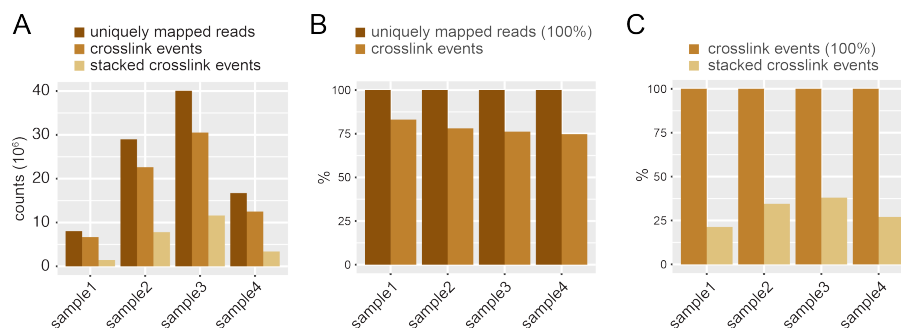 A
uniquely mapped reads
crosslink events
stacked crosslink events
counts (10⁶)
40
30
20
10
0
sample1
sample2
sample3
sample4
B
uniquely mapped reads (100%)
crosslink events
%
100
75
50
25
0
sample1
sample2
sample3
sample4
C
crosslink events (100%)
stacked crosslink events
%
100
75
50
25
0
sample1
sample2
sample3
sample4